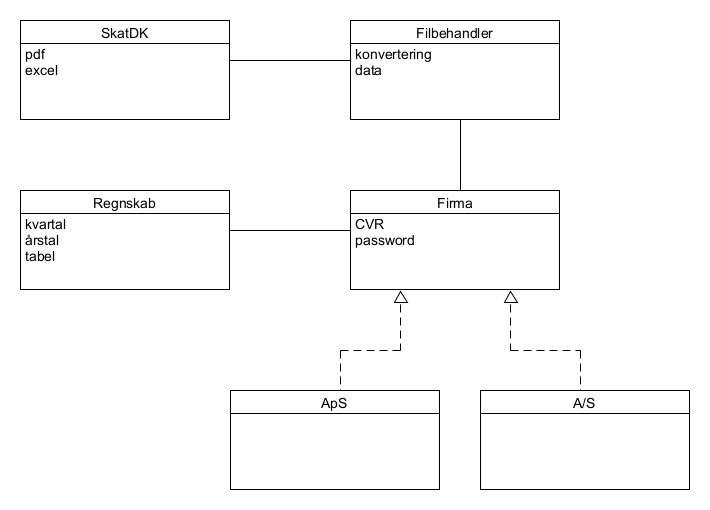 SkatDK
pdf
excel
Filbehandler
konvertering
data
Regnskab
kvartal
årstal
tabel
Firma
CVR
password
ApS
A/S